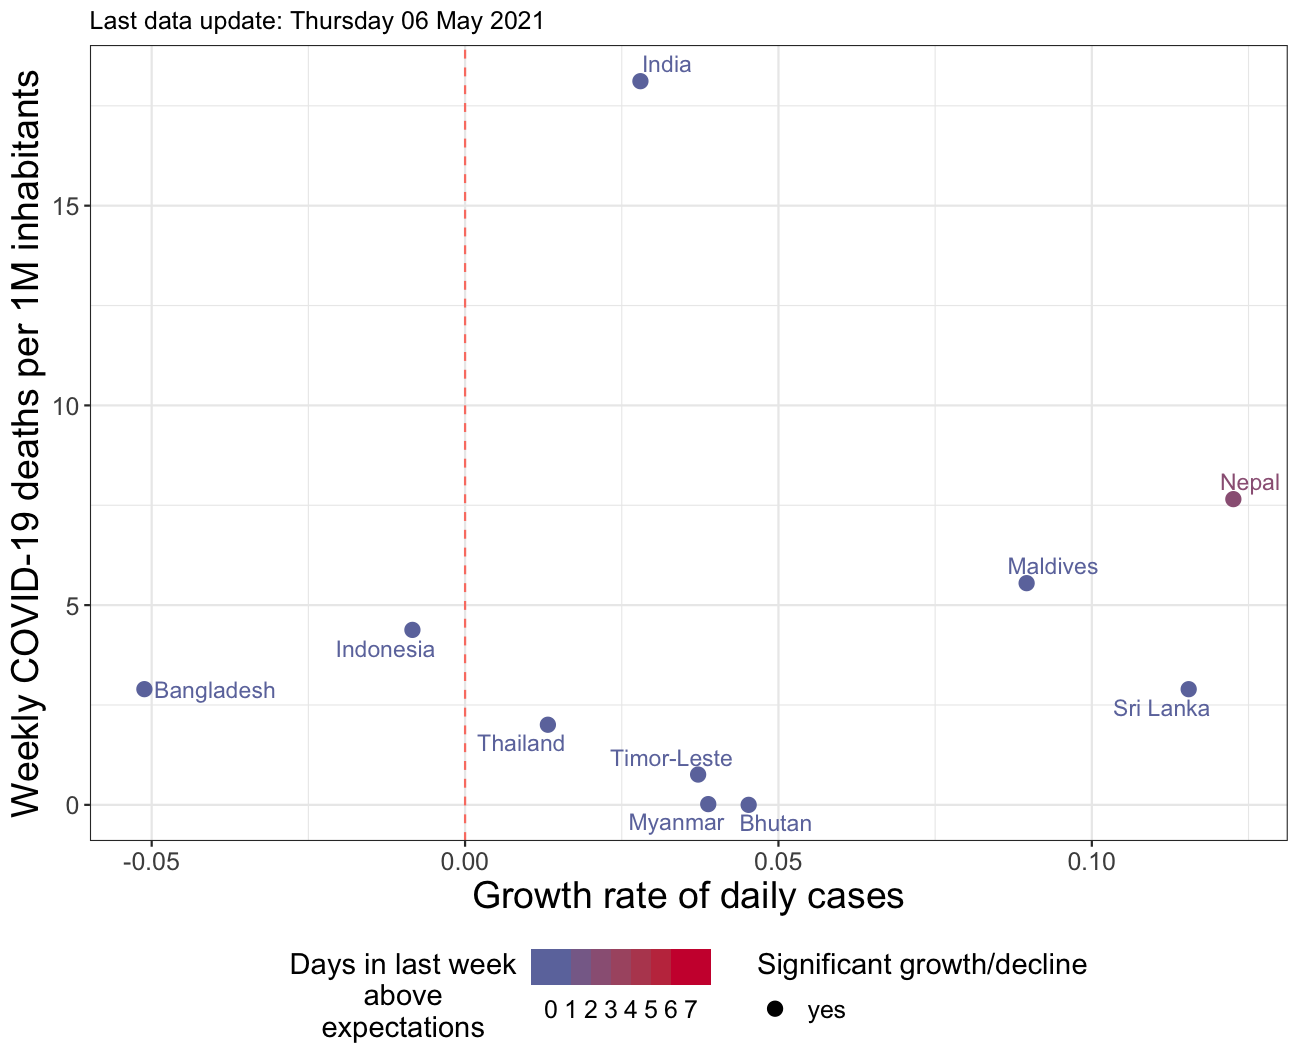 Last data update: Thursday 06 May 2021
Weekly COVID-19 deaths per 1M inhabitants
India
15
10
Nepal
Maldives
5
Indonesia
Bangladesh
Sri Lanka
Thailand
Timor-Leste
0
Myanmar Bhutan
-0.05 0.00 0.05 0.10
Growth rate of daily cases
Days in last week
above
expectations
0 1 2 3 4 5 6 7
Significant growth/decline
yes